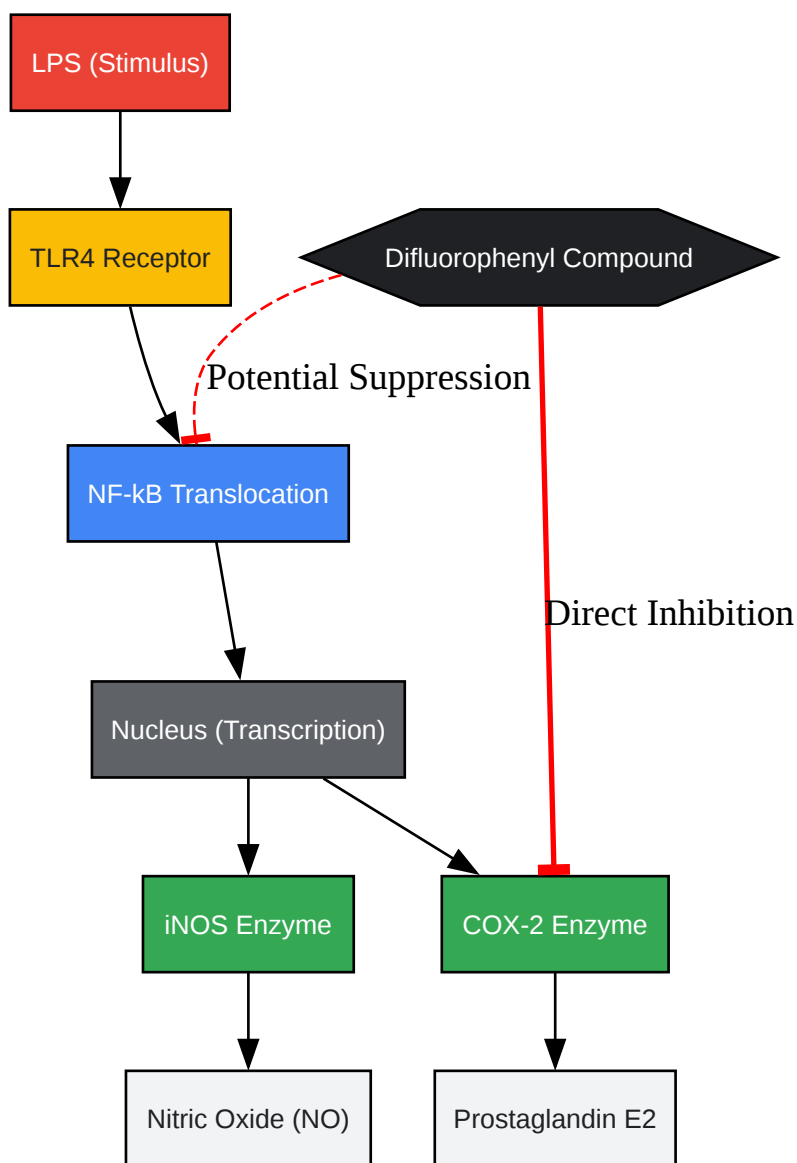 LPS (Stimulus)
TLR4 Receptor
Difluorophenyl Compound
Potential Suppression
NF-kB Translocation
Direct Inhibition
Nucleus (Transcription)
iNOS Enzyme
COX-2 Enzyme
Nitric Oxide (NO)
Prostaglandin E2